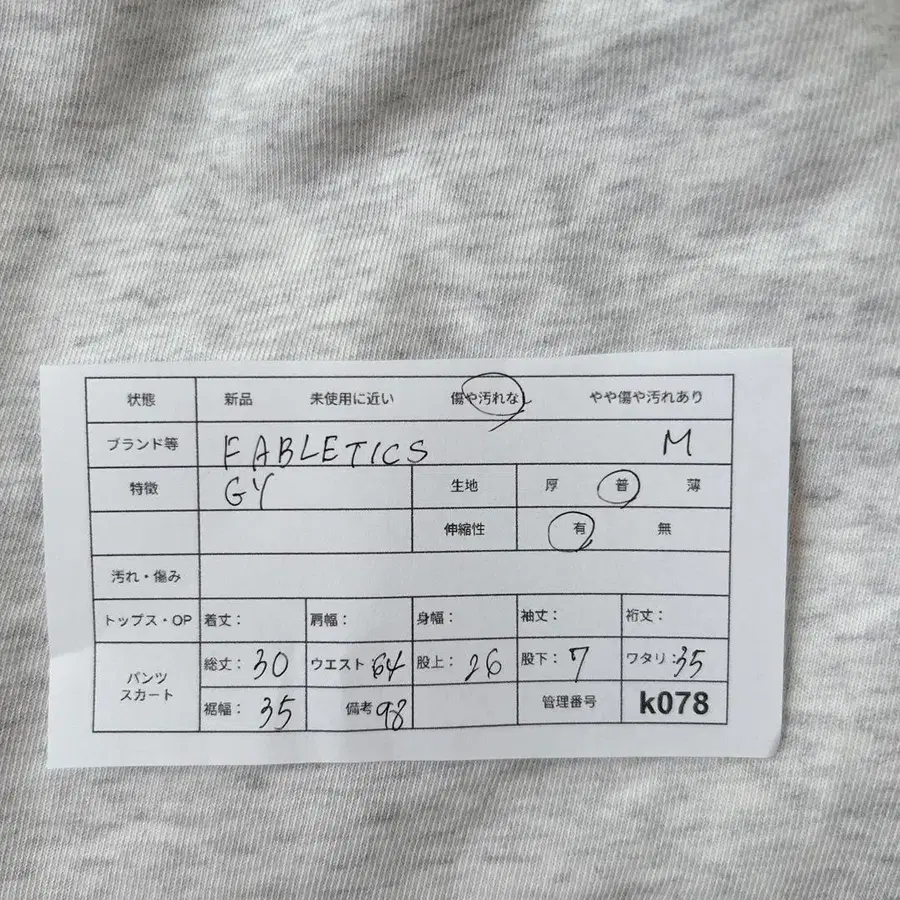 状態 新品 未使用に近い 傷や汚れな やや傷や汚れあり
ブランド等 FABLETICS M
特徴 GY 生地 厚 普 薄
伸縮性 有 無
汚れ・傷み
トップス・OP 着丈: 肩幅: 身幅: 袖丈: 裄丈:
パンツ スカート 総丈: 30 ウエスト 64 股上: 26 股下: 7 ワタリ: 35
裾幅: 35 備考 98 管理番号 k078